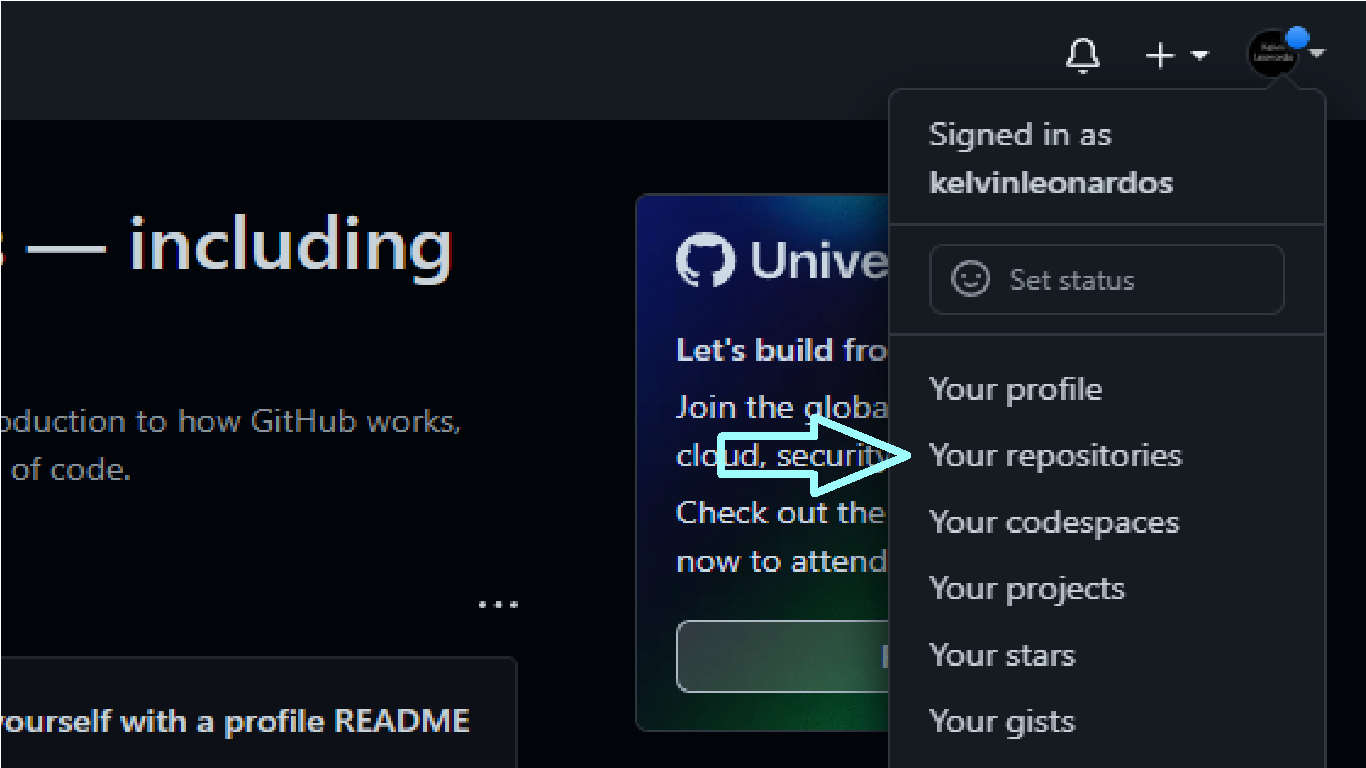 Signed in as
kelvinleonardos
Set status
Your profile
Your repositories
Your codespaces
Your projects
Your stars
Your gists
— including
oduction to how GitHub works,
of code.
yourself with a profile README
Unive
Let's build fro
Join the globa
cloud, security
Check out the
now to attend